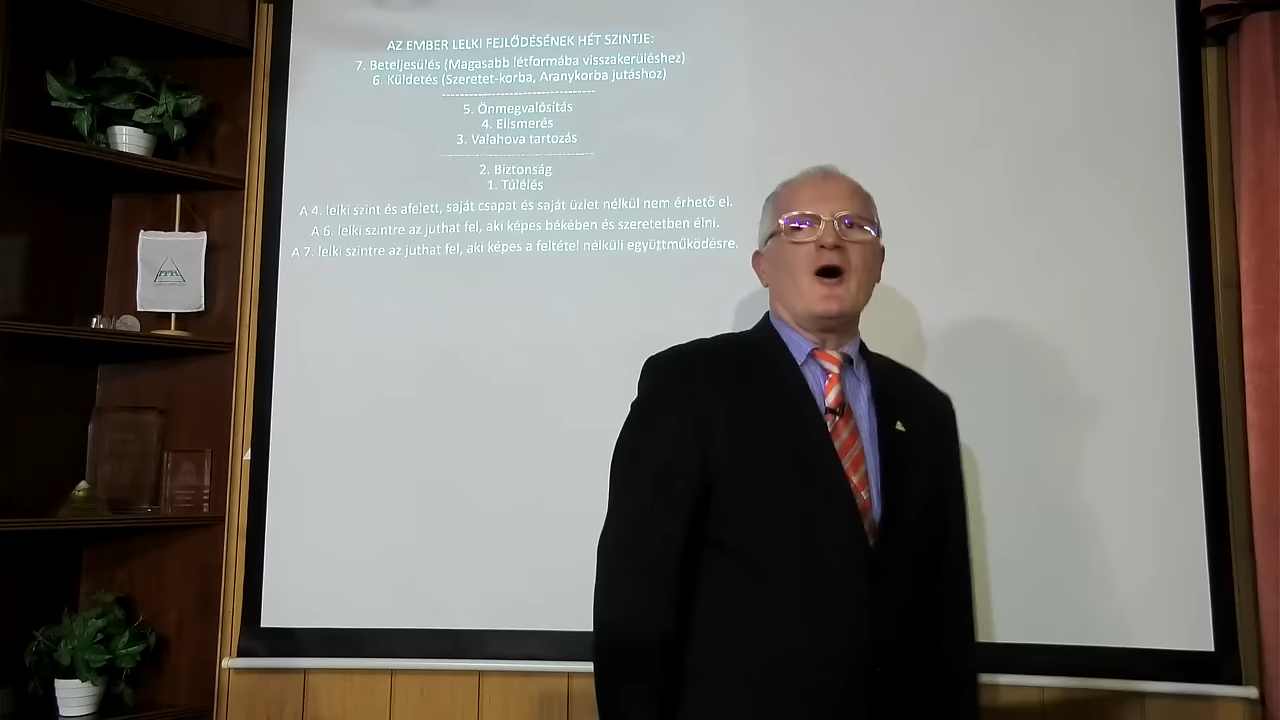 AZ EMBER LELKI FEJLŐDÉSÉNEK HÉT SZINTJE:
7. Beteljesülés (Magasabb létformába visszakerüléshez)
6. Küldetés (Szeretet-korba, Aranykorba jutáshoz)
5. Önmegvalósítás
4. Elismerés
3. Valahova tartozás
2. Biztonság
1. Túlélés
A 4. lelki szint és afelett, saját csapat és saját üzlet nélkül nem érhető el.
A 6. lelki szintre az juthat fel, aki képes békében és szeretetben élni.
A 7. lelki szintre az juthat fel, aki képes a feltétel nélküli együttműködésre.